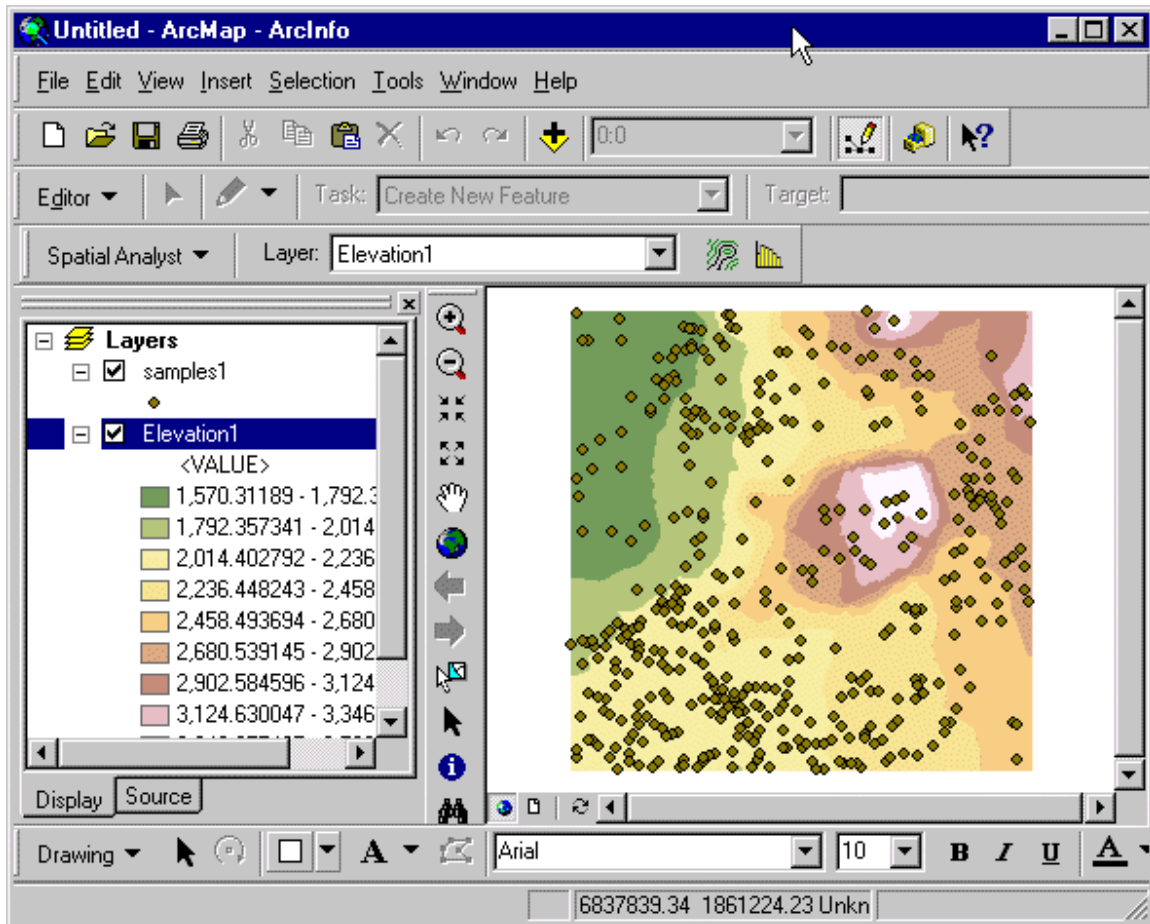 Untitled - ArcMap - ArcInfo
File Edit View Insert Selection Tools Window Help
0:0
Editor Task: Create New Feature Target:
Spatial Analyst Layer: Elevation1
Layers
samples1
Elevation1
<VALUE>
1,570.31189 - 1,792.3
1,792.357341 - 2,014
2,014.402792 - 2,236
2,236.448243 - 2,458
2,458.493694 - 2,680
2,680.539145 - 2,902
2,902.584596 - 3,124
3,124.630047 - 3,346
Display Source
Drawing A Arial 10 B I U A
6837839.34 1861224.23 Unkn